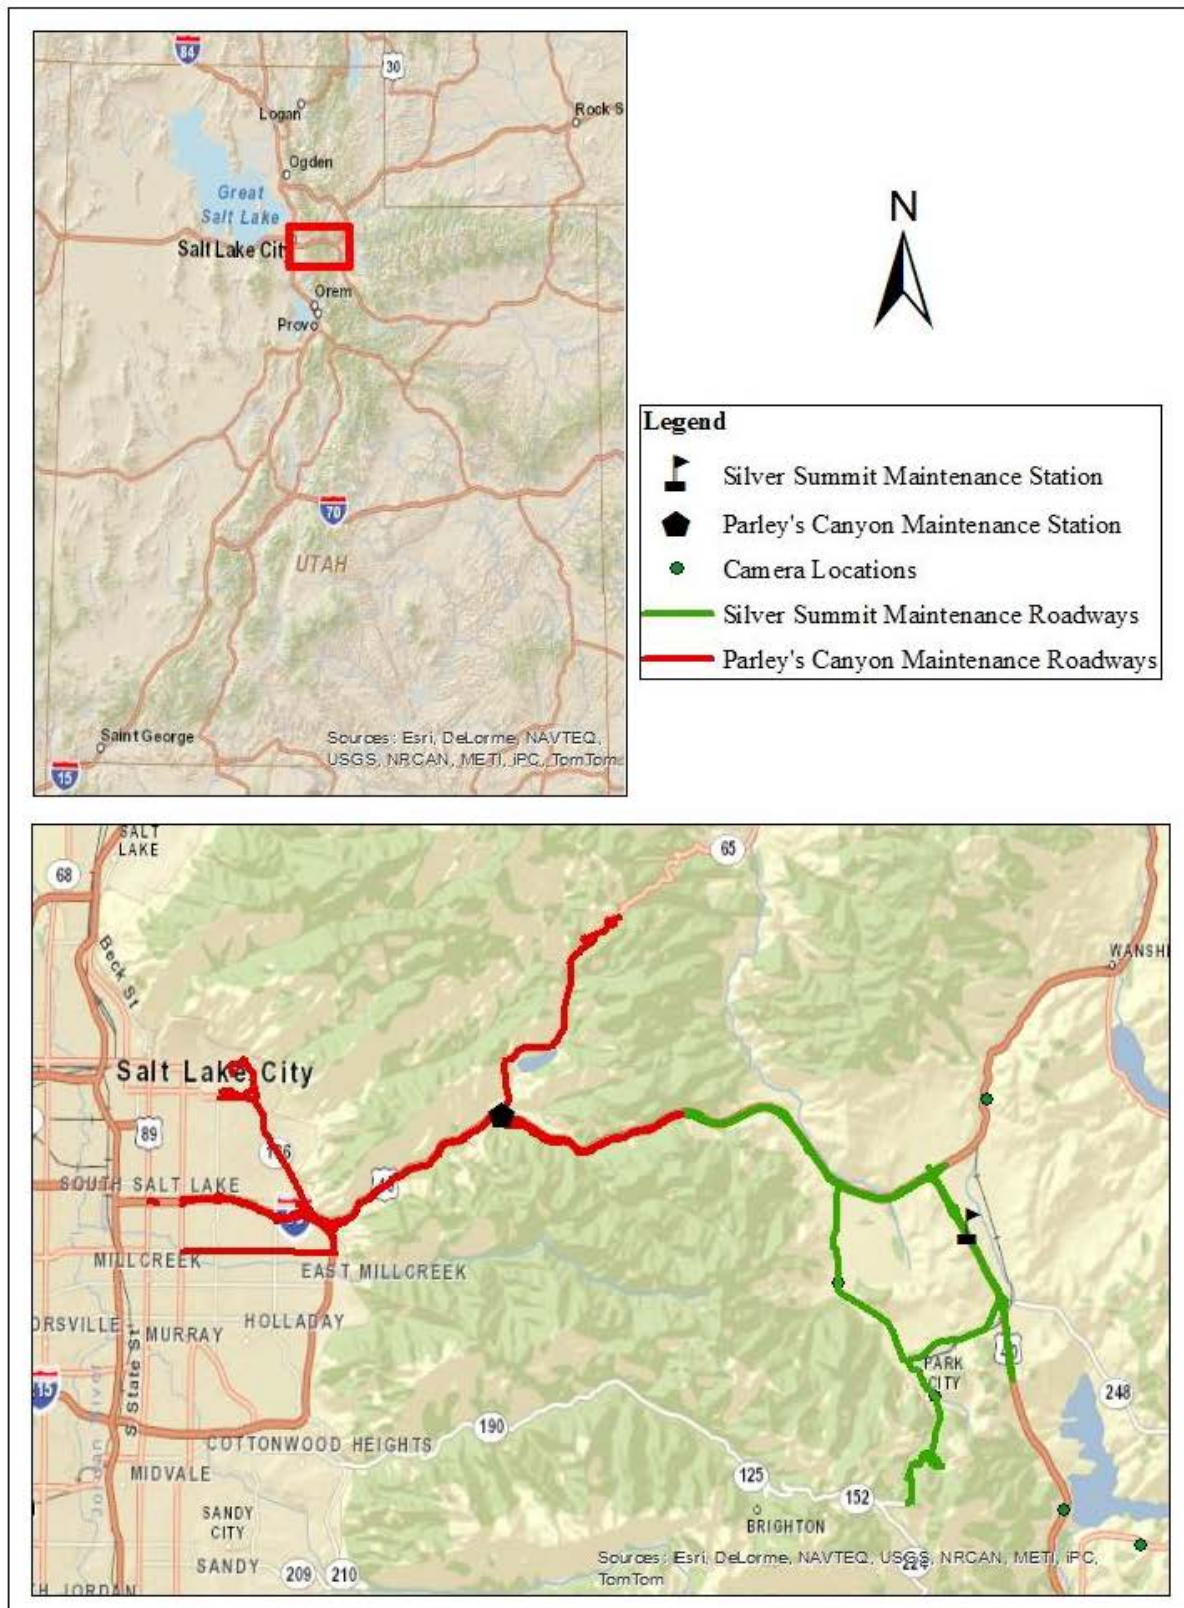 84
30
Logan
Rock S
Ogden
Great
Salt Lake
Salt Lake Cit
Orem
Provo
70
UTAH
Saint George
15
Sources: Esri, DeLorme, NAVTEQ,
USGS, NRCAN, METI, iPC, TomTom
N
Legend
Silver Summit Maintenance Station
Parley's Canyon Maintenance Station
Camera Locations
Silver Summit Maintenance Roadways
Parley's Canyon Maintenance Roadways
SALT
LAKE
68
65
Beck St
WANSHI
Salt Lake City
89
SOUTH SALT LAKE
MILLCREEK
EAST MILLCREEK
ORSVILLE
MURRAY
HOLLADAY
S State St
Jordan River
PARK
CITY
40
15
248
190
COTTONWOOD HEIGHTS
MIDVALE
125
152
BRIGHTON
SANDY
CITY
SANDY
209
210
224
Sources: Esri, DeLorme, NAVTEQ, USGS, NRCAN, METI, iPC,
TomTom
H JORDAN